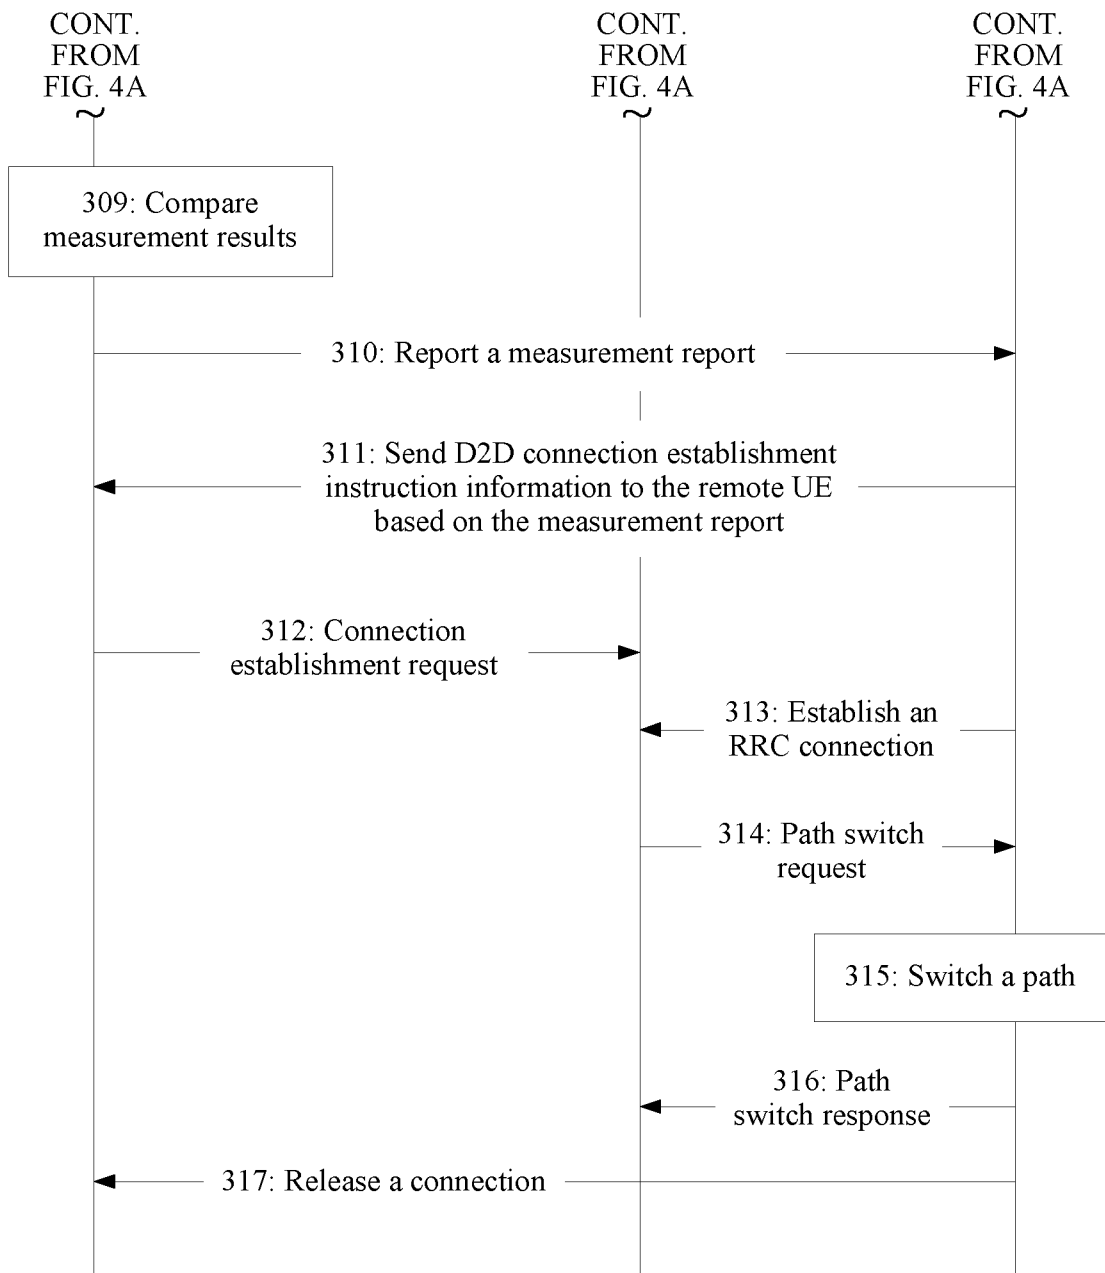 CONT.
FROM
FIG. 4A
CONT.
FROM
FIG. 4A
CONT.
FROM
FIG. 4A
309: Compare
measurement results
310: Report a measurement report
311: Send D2D connection establishment
instruction information to the remote UE
based on the measurement report
312: Connection
establishment request
313: Establish an
RRC connection
314: Path switch
request
315: Switch a path
316: Path
switch response
317: Release a connection